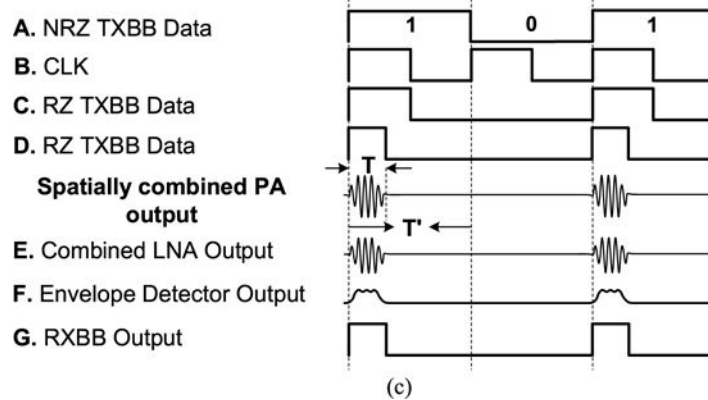 A. NRZ TXBB Data
1 0 1
B. CLK
C. RZ TXBB Data
D. RZ TXBB Data
T
Spatially combined PA
output
T'
E. Combined LNA Output
F. Envelope Detector Output
G. RXBB Output
(c)